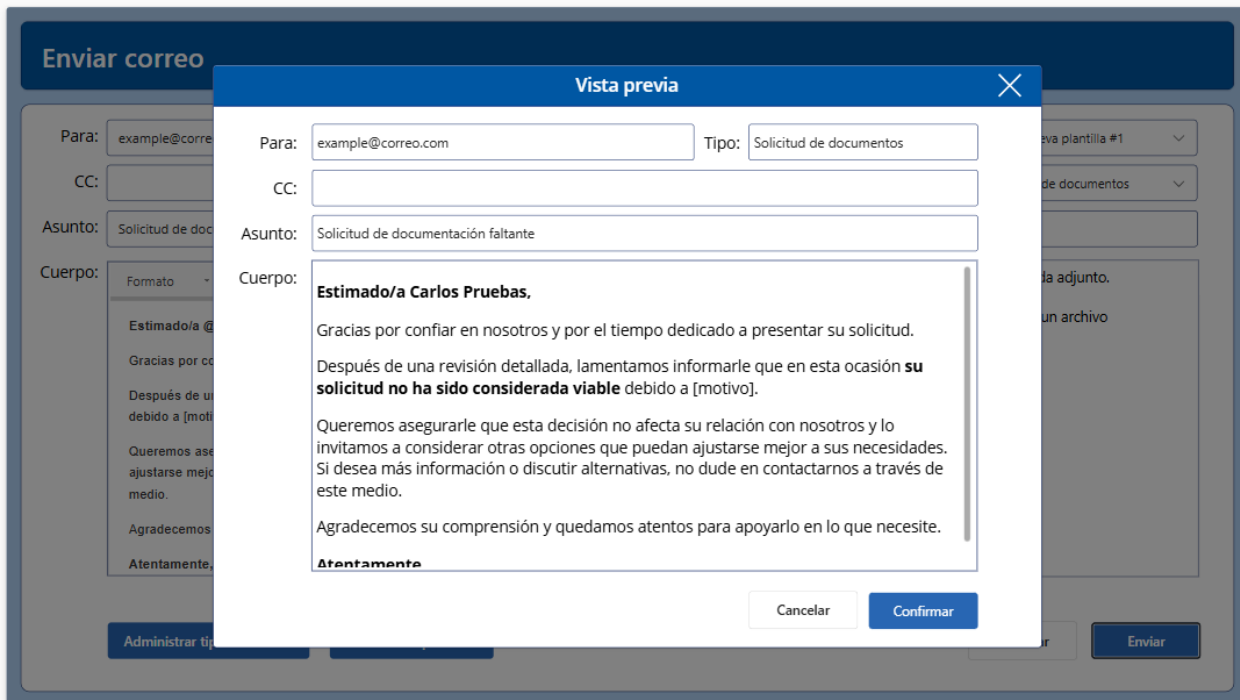 Enviar correo
Vista previa
Para: example@corre
Para: example@correo.com Tipo: Solicitud de documentos
plantilla #1
CC:
CC:
de documentos
Asunto: Solicitud de doc
Asunto: Solicitud de documentación faltante
Cuerpo:
Cuerpo:
Formato
adjunto.
Estimado/a Carlos Pruebas,
un archivo
Estimado/a @
Gracias por confiar en nosotros y por el tiempo dedicado a presentar su solicitud.
Gracias por co
Después de una revisión detallada, lamentamos informarle que en esta ocasión su
solicitud no ha sido considerada viable debido a [motivo].
Después de u
debido a [moti
Queremos asegurarle que esta decisión no afecta su relación con nosotros y lo
invitamos a considerar otras opciones que puedan ajustarse mejor a sus necesidades.
Si desea más información o discutir alternativas, no dude en contactarnos a través de
este medio.
Queremos ase
ajustarse mejo
medio.
Agradecemos su comprensión y quedamos atentos para apoyarlo en lo que necesite.
Agradecemos
Atentamente
Atentamente,
Cancelar Confirmar
Administrar tip
Enviar